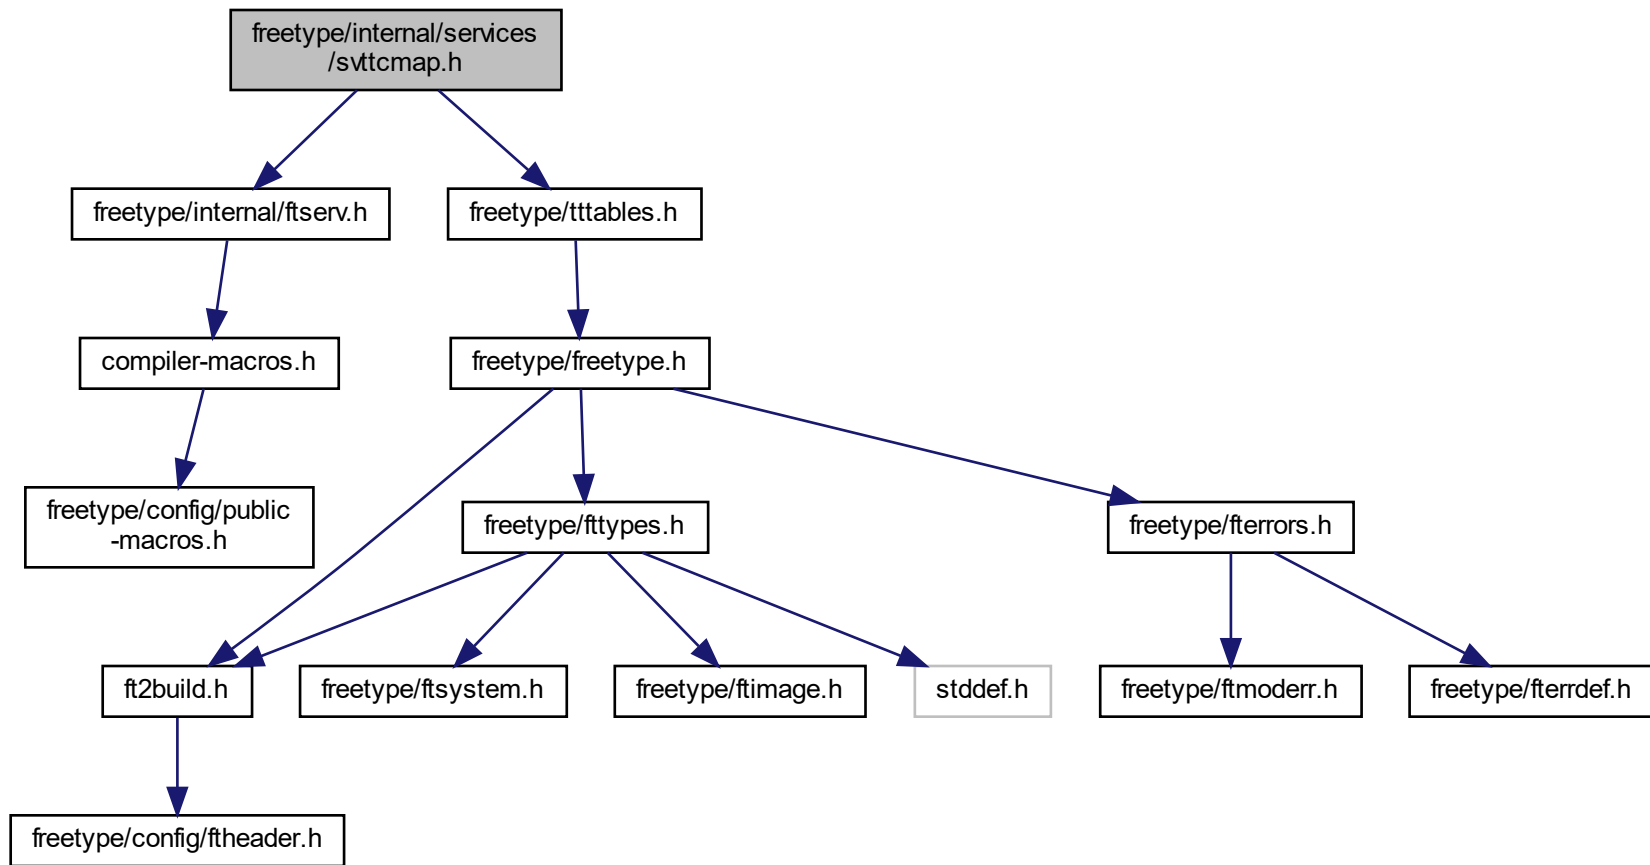 freetype/internal/services
/svttcmap.h
freetype/internal/ftserv.h
freetype/tttables.h
compiler-macros.h
freetype/freetype.h
freetype/config/public
-macros.h
freetype/fttypes.h
freetype/fterrors.h
ft2build.h
freetype/ftsystem.h
freetype/ftimage.h
stddef.h
freetype/ftmoderr.h
freetype/fterrdef.h
freetype/config/ftheader.h